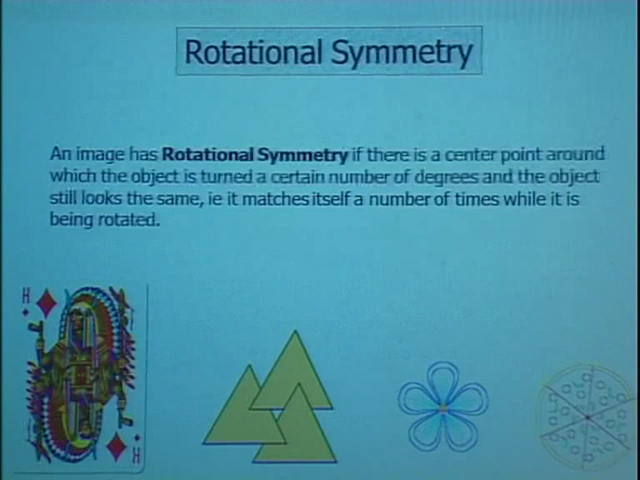 Rotational Symmetry
An image has Rotational Symmetry if there is a center point around
which the object is turned a certain number of degrees and the object
still looks the same, ie it matches itself a number of times while it is
being rotated.
H
H